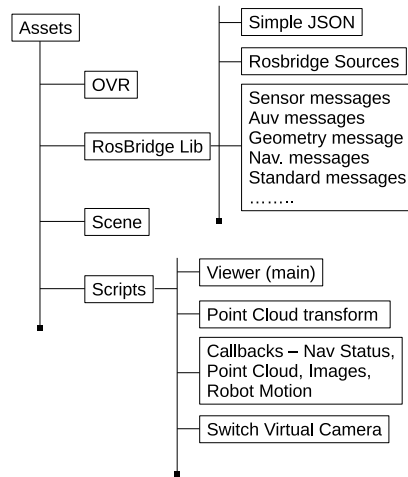 Assets
OVR
RosBridge Lib
Simple JSON
Rosbridge Sources
Sensor messages
Auv messages
Geometry message
Nav. messages
Standard messages
……..
Scene
Scripts
Viewer (main)
Point Cloud transform
Callbacks – Nav Status,
Point Cloud, Images,
Robot Motion
Switch Virtual Camera